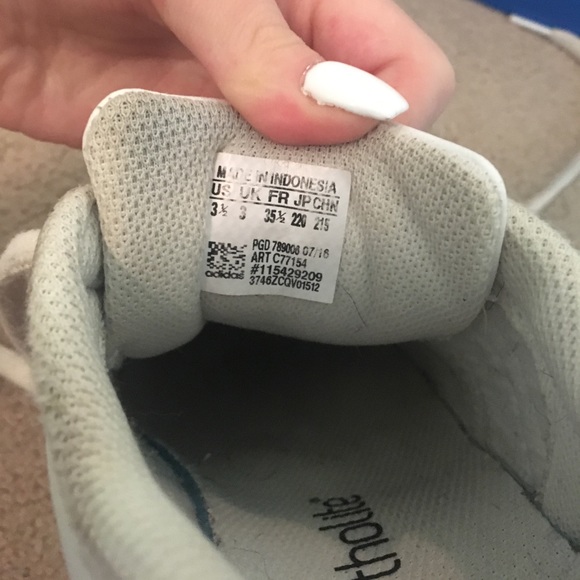 MADE IN INDONESIA
US UK FR JP CHN
3½ 3 35½ 220 215
PGD 789008 07/16
ART C77154
#115429209
adidas 3746ZCQV01512
tholite®